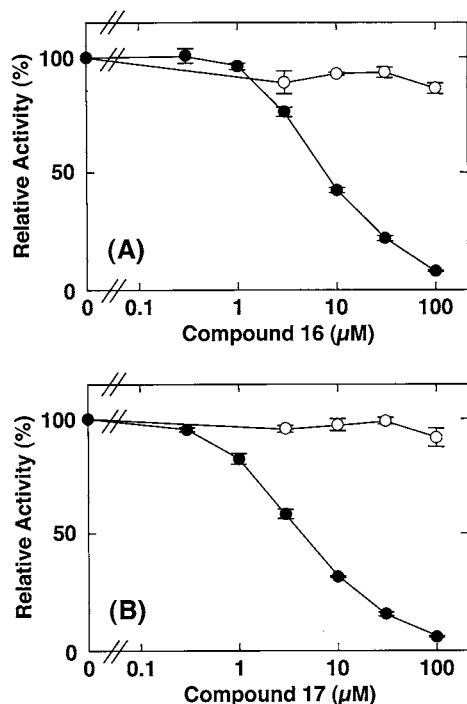 Relative Activity (%)
100
50
0
(A)
0 0.1 1 10 100
Compound 16 (µM)
Relative Activity (%)
100
50
0
(B)
0 0.1 1 10 100
Compound 17 (µM)